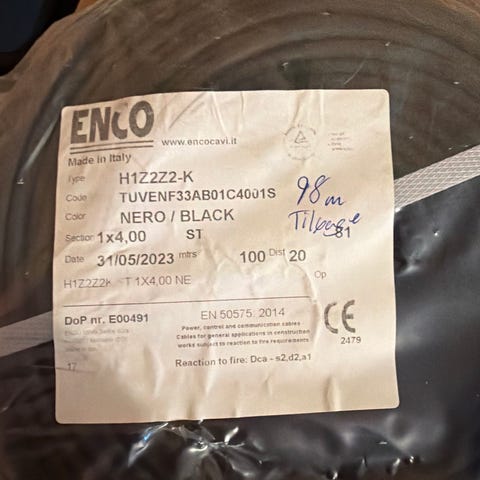 ENCO
www.encocavi.it
Made in Italy
Type H1Z2Z2-K
Code TUVENF33AB01C4001S
Color NERO / BLACK
98 m
Tilbage
Section 1x4,00 ST 81
Date 31/05/2023 mtrs 100 Dist 20
Op
H1Z2Z2K T 1X4,00 NE
DoP nr. E00491
EN 50575: 2014
Power, control and communication cables
Cables for general applications in construction
works subject to reaction to fire requirements
CE
2479
17
Reaction to fire: Dca - s2,d2,a1